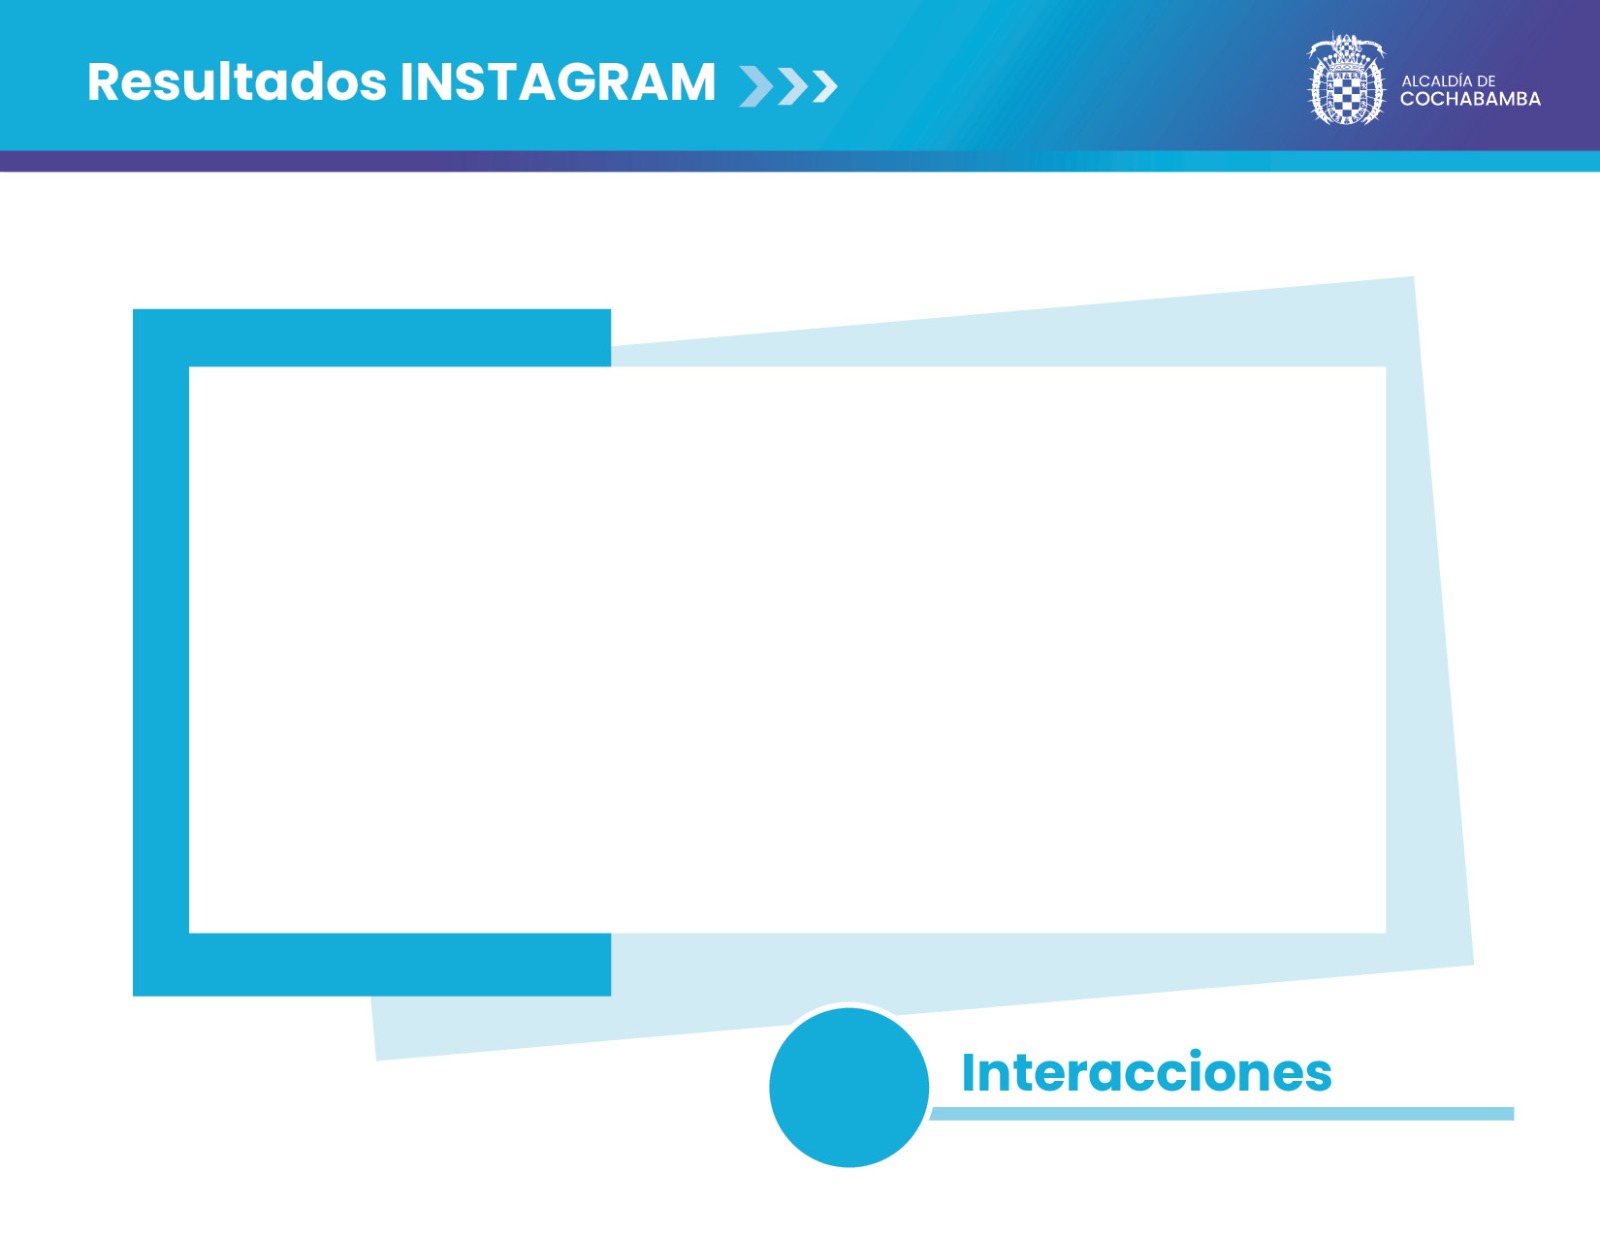 Resultados INSTAGRAM
ALCALDÍA DE
COCHABAMBA
Interacciones